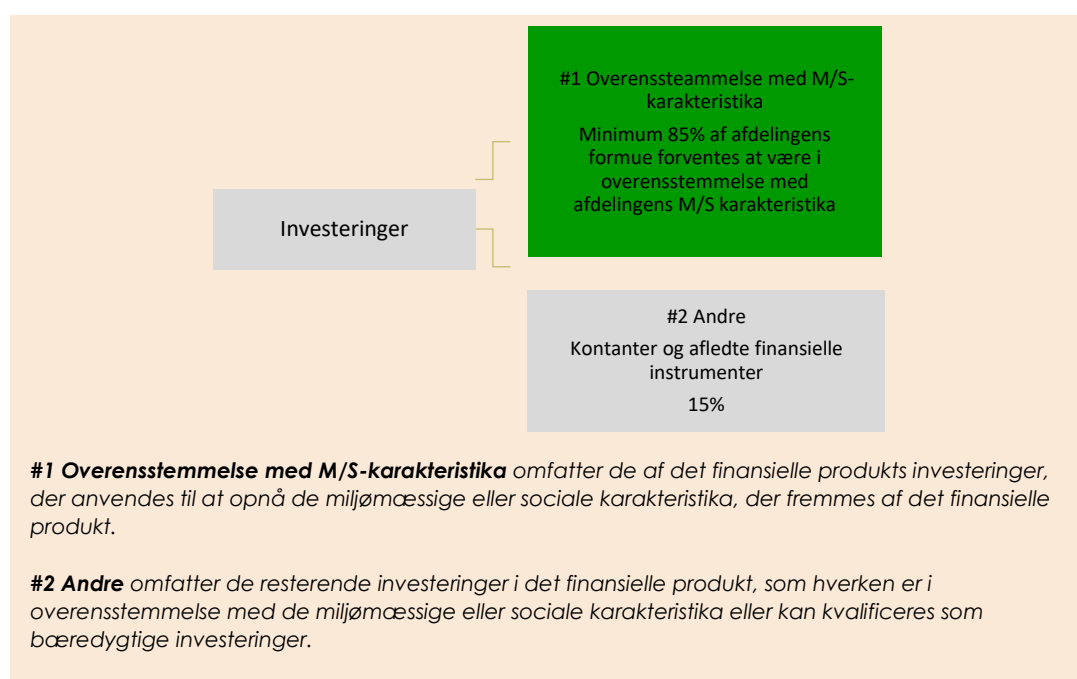 #1 Overenssteammelse med M/S-
karakteristika
Minimum 85% af afdelingens
formue forventes at være i
overensstemmelse med
afdelingens M/S karakteristika
Investeringer
#2 Andre
Kontanter og afledte finansielle
instrumenter
15%
#1 Overensstemmelse med M/S-karakteristika omfatter de af det finansielle produkts investeringer,
der anvendes til at opnå de miljømæssige eller sociale karakteristika, der fremmes af det finansielle
produkt.
#2 Andre omfatter de resterende investeringer i det finansielle produkt, som hverken er i
overensstemmelse med de miljømæssige eller sociale karakteristika eller kan kvalificeres som
bæredygtige investeringer.